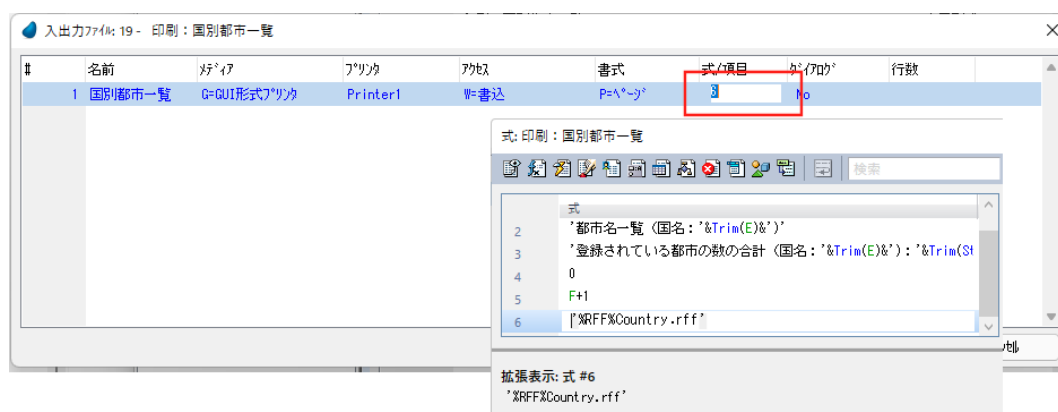 入出力ﾌｧｲﾙ: 19 - 印刷：国別都市一覧
# 名前 ﾒﾃﾞｨｱ ﾌﾟﾘﾝﾀ ｱｸｾｽ 書式 式/項目 ﾀﾞｲｱﾛｸﾞ 行数
1 国別都市一覧 G=GUI形式ﾌﾟﾘﾝﾀ Printer1 W=書込 P=ﾍﾟｰｼﾞ 6 No
式: 印刷：国別都市一覧
検索
式
2 '都市名一覧（国名：'&Trim(E)&')'
3 '登録されている都市の数の合計（国名：'&Trim(E)&'）：'&Trim(St
4 0
5 F+1
6 '%RFF%Country.rff'
ﾝｾﾙ
拡張表示: 式 #6
'%RFF%Country.rff'